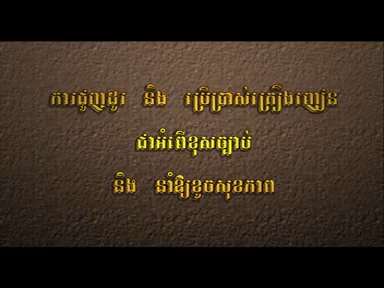 ការជួញដូរ និង ប្រើប្រាស់គ្រឿងញៀន
ជាអំពើខុសច្បាប់
និង នាំឱ្យខូចសុខភាព